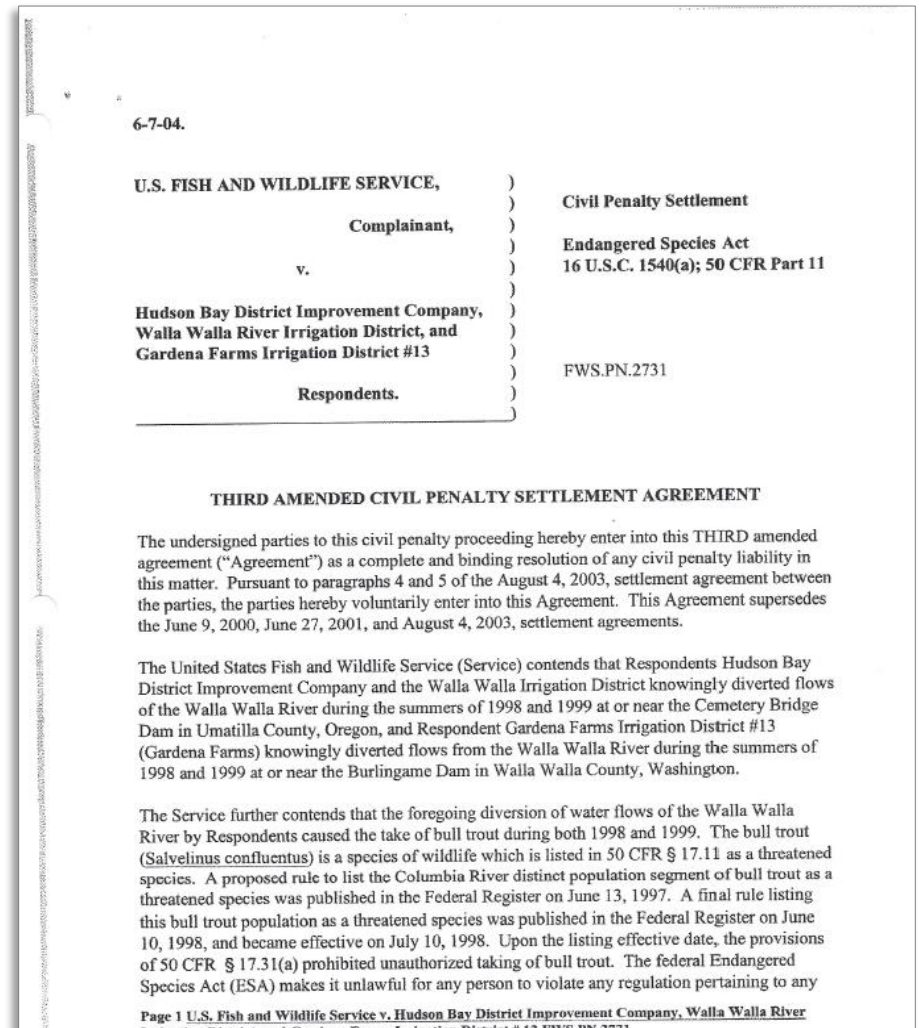 6-7-04.
U.S. FISH AND WILDLIFE SERVICE, )
) Civil Penalty Settlement
Complainant, )
) Endangered Species Act
v. ) 16 U.S.C. 1540(a); 50 CFR Part 11
)
Hudson Bay District Improvement Company, )
Walla Walla River Irrigation District, and )
Gardena Farms Irrigation District #13 )
) FWS.PN.2731
Respondents. )
)
THIRD AMENDED CIVIL PENALTY SETTLEMENT AGREEMENT
The undersigned parties to this civil penalty proceeding hereby enter into this THIRD amended
agreement (“Agreement”) as a complete and binding resolution of any civil penalty liability in
this matter. Pursuant to paragraphs 4 and 5 of the August 4, 2003, settlement agreement between
the parties, the parties hereby voluntarily enter into this Agreement. This Agreement supersedes
the June 9, 2000, June 27, 2001, and August 4, 2003, settlement agreements.
The United States Fish and Wildlife Service (Service) contends that Respondents Hudson Bay
District Improvement Company and the Walla Walla Irrigation District knowingly diverted flows
of the Walla Walla River during the summers of 1998 and 1999 at or near the Cemetery Bridge
Dam in Umatilla County, Oregon, and Respondent Gardena Farms Irrigation District #13
(Gardena Farms) knowingly diverted flows from the Walla Walla River during the summers of
1998 and 1999 at or near the Burlingame Dam in Walla Walla County, Washington.
The Service further contends that the foregoing diversion of water flows of the Walla Walla
River by Respondents caused the take of bull trout during both 1998 and 1999. The bull trout
(Salvelinus confluentus) is a species of wildlife which is listed in 50 CFR § 17.11 as a threatened
species. A proposed rule to list the Columbia River distinct population segment of bull trout as a
threatened species was published in the Federal Register on June 13, 1997. A final rule listing
this bull trout population as a threatened species was published in the Federal Register on June
10, 1998, and became effective on July 10, 1998. Upon the listing effective date, the provisions
of 50 CFR § 17.31(a) prohibited unauthorized taking of bull trout. The federal Endangered
Species Act (ESA) makes it unlawful for any person to violate any regulation pertaining to any
Page 1 U.S. Fish and Wildlife Service v. Hudson Bay District Improvement Company, Walla Walla River